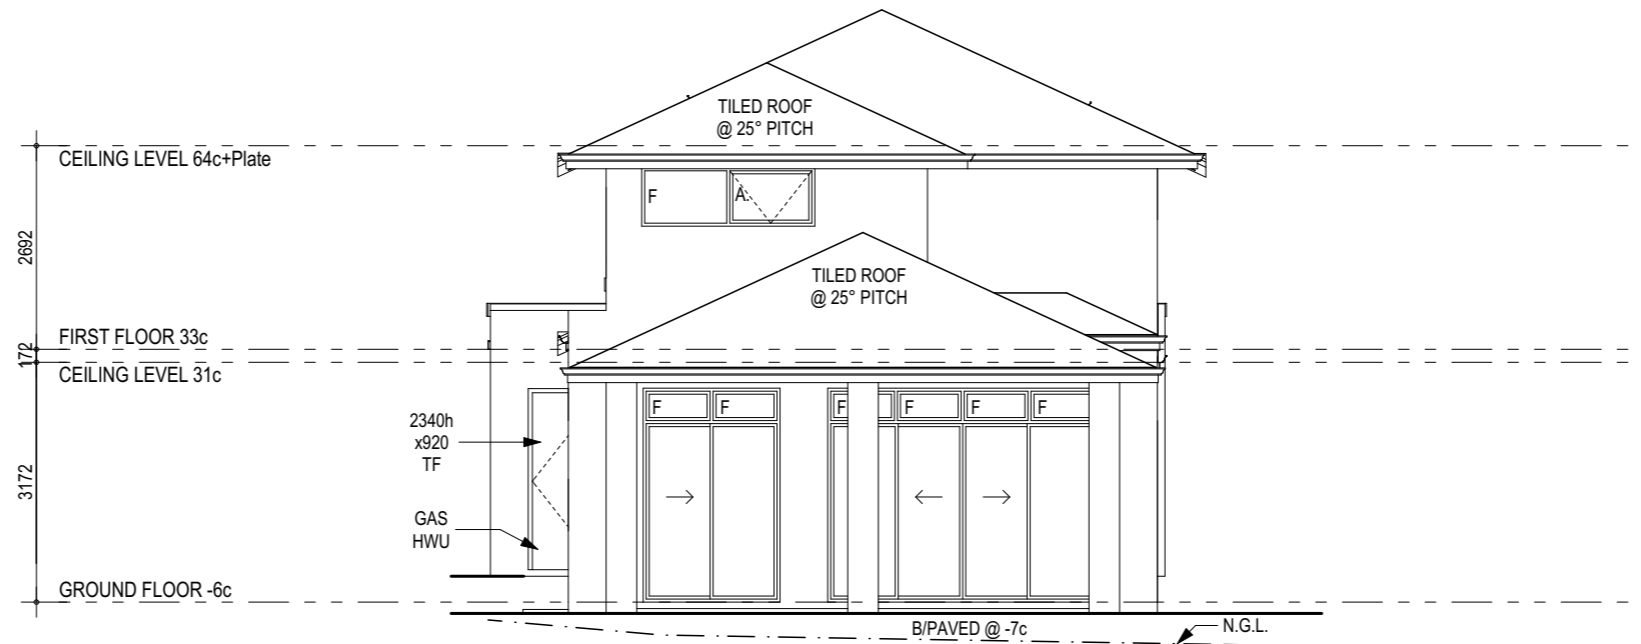 TILED ROOF
@ 25° PITCH
CEILING LEVEL 64c+Plate
F
A.
2692
TILED ROOF
@ 25° PITCH
FIRST FLOOR 33c
172
CEILING LEVEL 31c
F F F F F F
2340h
x920
TF
3172
GAS
HWU
GROUND FLOOR -6c
B/PAVED @ -7c
N.G.L.